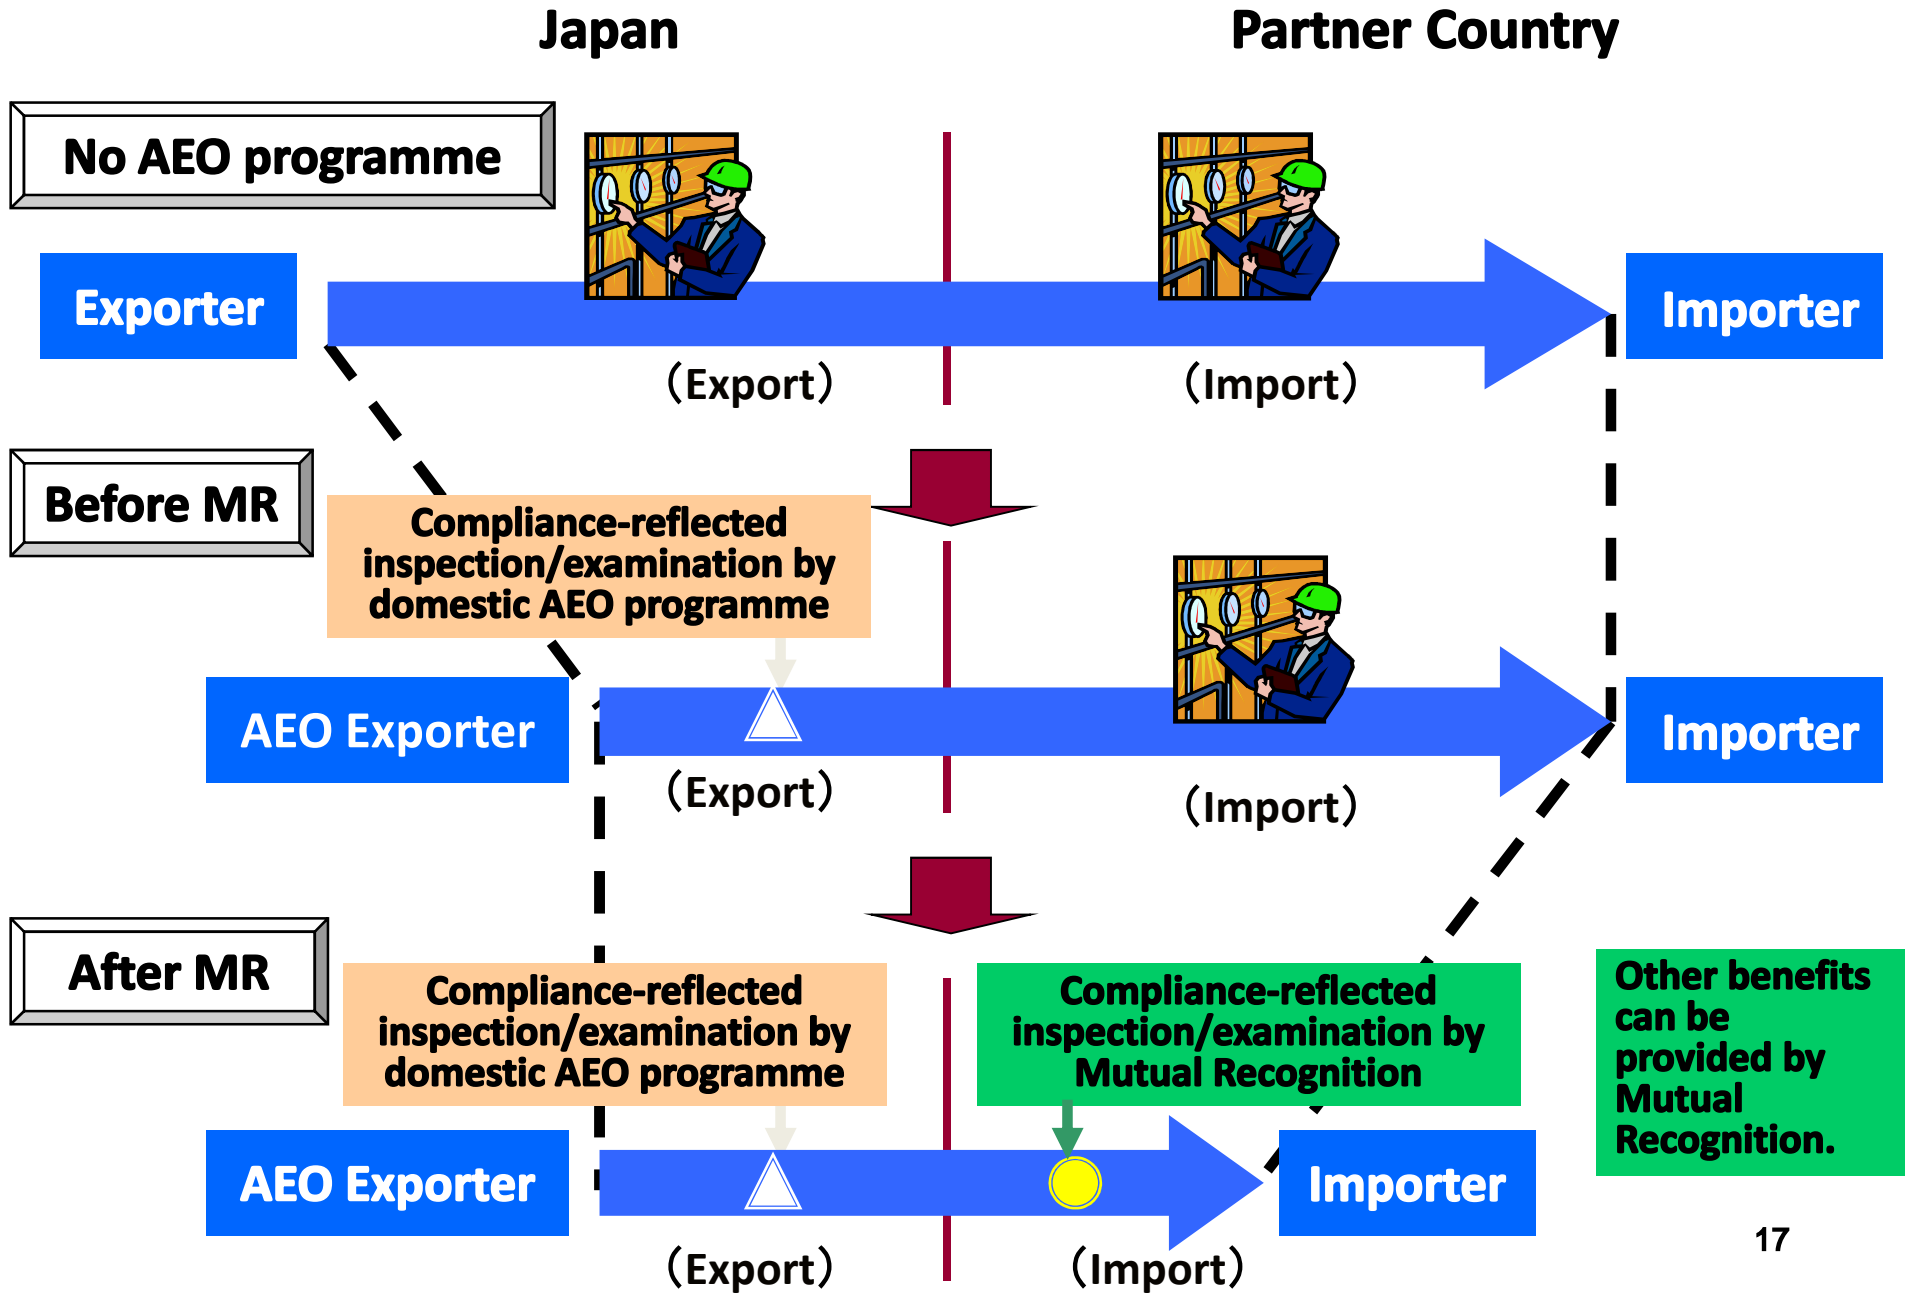 Japan
Partner Country
No AEO programme
Exporter
Importer
（Export）
（Import）
Before MR
Compliance-reflected
inspection/examination by
domestic AEO programme
AEO Exporter
Importer
（Export）
（Import）
After MR
Compliance-reflected
inspection/examination by
domestic AEO programme
Compliance-reflected
inspection/examination by
Mutual Recognition
Other benefits
can be
provided by
Mutual
Recognition.
AEO Exporter
Importer
（Export）
（Import）
17